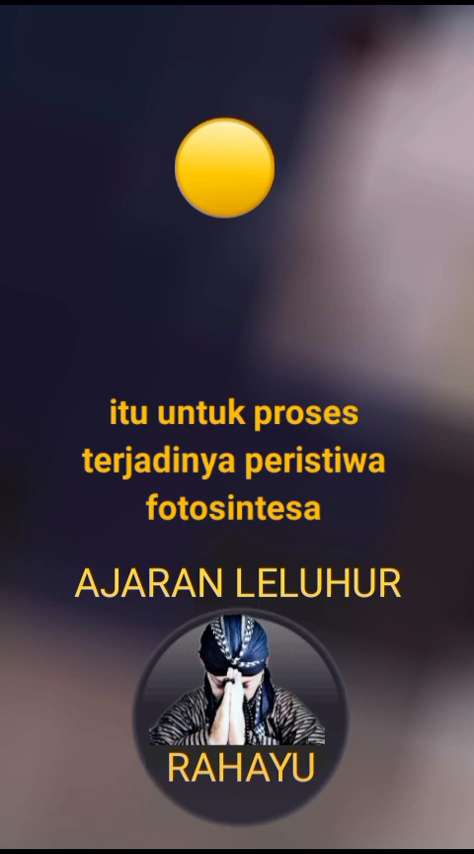 itu untuk proses
terjadinya peristiwa
fotosintesa
AJARAN LELUHUR
RAHAYU